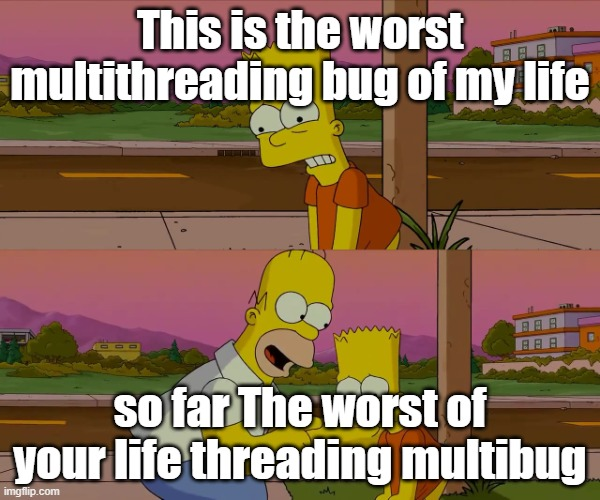 This is the worst
multithreading bug of my life
so far The worst of
your life threading multibug
imgflip.com